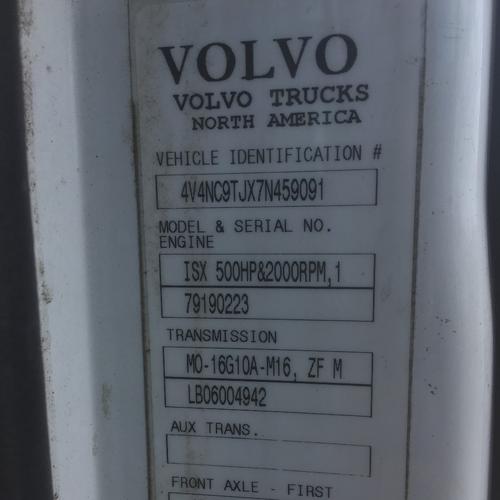 VOLVO
VOLVO TRUCKS
NORTH AMERICA
VEHICLE IDENTIFICATION #
4V4NC9TJX7N459091
MODEL & SERIAL NO.
ENGINE
ISX 500HP&2000RPM,1
79190223
TRANSMISSION
MO-16G10A-M16, ZF M
LB06004942
AUX TRANS.
FRONT AXLE - FIRST